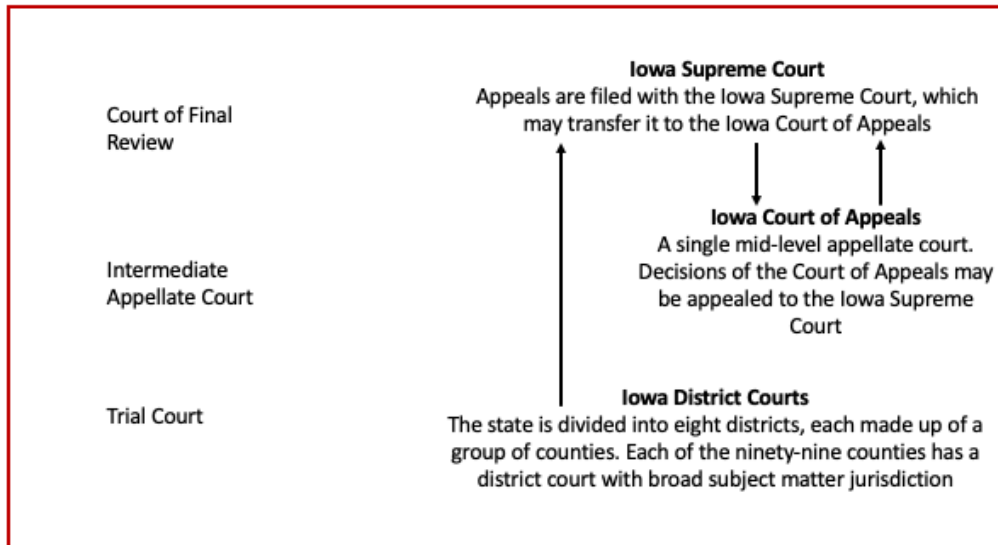 Iowa Supreme Court
Court of Final
Review
Appeals are filed with the Iowa Supreme Court, which
may transfer it to the Iowa Court of Appeals
Iowa Court of Appeals
Intermediate
Appellate Court
A single mid-level appellate court.
Decisions of the Court of Appeals may
be appealed to the Iowa Supreme
Court
Trial Court
Iowa District Courts
The state is divided into eight districts, each made up of a
group of counties. Each of the ninety-nine counties has a
district court with broad subject matter jurisdiction